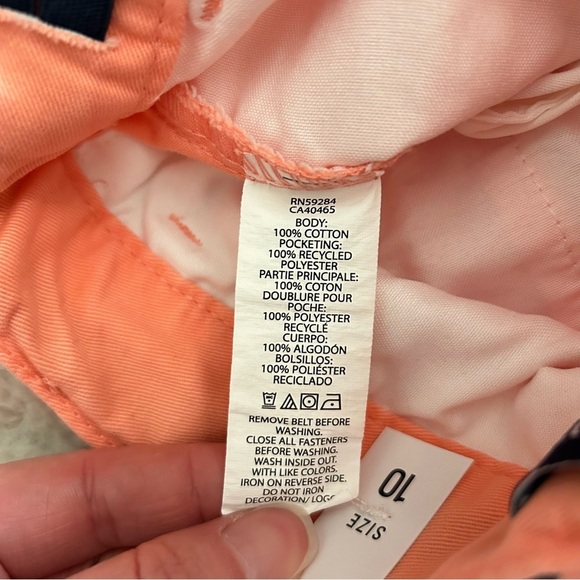 RN59284
CA40465
BODY:
100% COTTON
POCKETING:
100% RECYCLED
POLYESTER
PARTIE PRINCIPALE:
100% COTON
DOUBLURE POUR
POCHE:
100% POLYESTER
RECYCLÉ
CUERPO:
100% ALGODÓN
BOLSILLOS:
100% POLIÉSTER
RECICLADO
REMOVE BELT BEFORE
WASHING.
CLOSE ALL FASTENERS
BEFORE WASHING.
WASH INSIDE OUT.
WITH LIKE COLORS.
IRON ON REVERSE SIDE.
DO NOT IRON
DECORATION/
SIZE
10